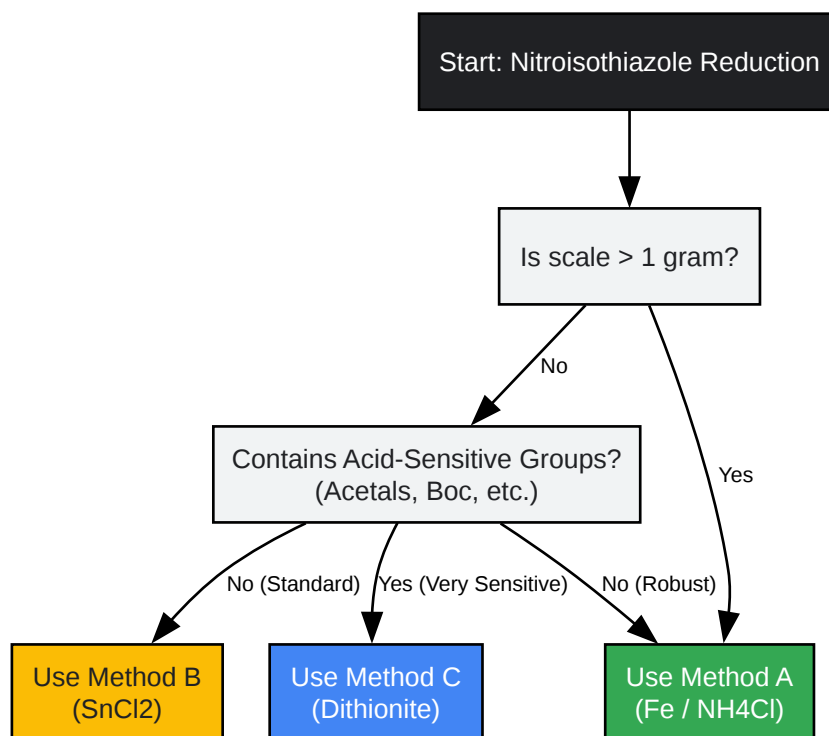 Start: Nitroisothiazole Reduction
Is scale > 1 gram?
No
Contains Acid-Sensitive Groups?
(Acetals, Boc, etc.)
Yes
No (Standard)
Yes (Very Sensitive)
No (Robust)
Use Method B
(SnCl2)
Use Method C
(Dithionite)
Use Method A
(Fe / NH4Cl)